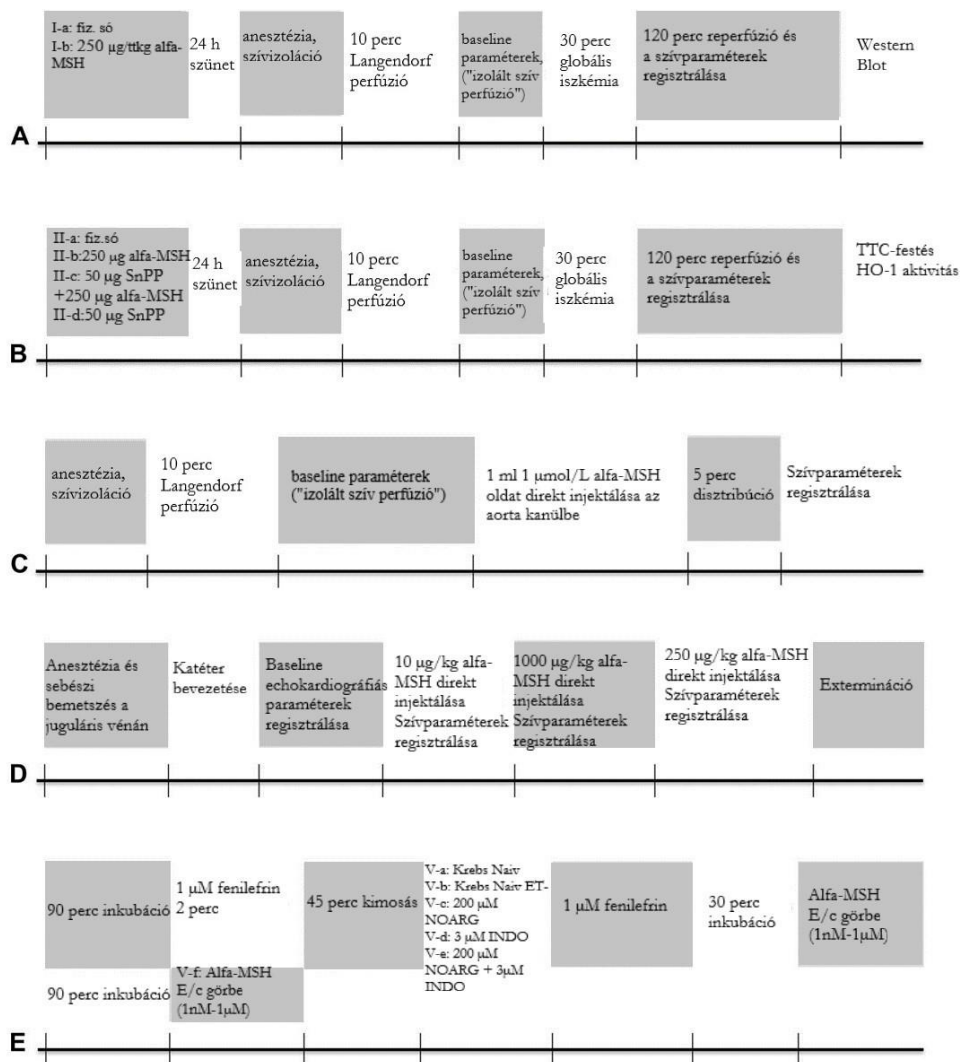 I-a: fiz. só
I-b: 250 µg/ttkg alfa-
MSH
24 h
szünet
anesztézia,
szívizoláció
10 perc
Langendorf
perfúzió
baseline
paraméterek,
("izolált szív
perfúzió")
30 perc
globális
iszkémia
120 perc reperfúzió és
a szívparaméterek
regisztrálása
Western
Blot
A
II-a: fiz.só
II-b:250 µg alfa-MSH
II-c: 50 µg SnPP
+250 µg alfa-MSH
II-d:50 µg SnPP
24 h
szünet
anesztézia,
szívizoláció
10 perc
Langendorf
perfúzió
baseline
paraméterek,
("izolált szív
perfúzió")
30 perc
globális
iszkémia
120 perc reperfúzió és
a szívparaméterek
regisztrálása
TTC-festés
HO-1 aktivitás
B
anesztézia,
szívizoláció
10 perc
Langendorf
perfúzió
baseline paraméterek
("izolált szív perfúzió")
1 ml 1 µmol/L alfa-MSH
oldat direkt injektálása az
aorta kanülbe
5 perc
disztribúció
Szívparaméterek
regisztrálása
C
Anesztézia és
sebészi
bemetszés a
juguláris vénán
Katéter
bevezetése
Baseline
echokardiográfiás
paraméterek
regisztrálása
10 µg/kg alfa-
MSH direkt
injektálása
Szívparaméterek
regisztrálása
1000 µg/kg alfa-
MSH direkt
injektálása
Szívparaméterek
regisztrálása
250 µg/kg alfa-MSH
direkt injektálása
Szívparaméterek
regisztrálása
Extermináció
D
90 perc inkubáció
1 µM fenilefrin
2 perc
45 perc kimosás
V-a: Krebs Naiv
V-b: Krebs Naiv ET-
V-c: 200 µM
NOARG
V-d: 3 µM INDO
V-e: 200 µM
NOARG + 3µM
INDO
1 µM fenilefrin
30 perc
inkubáció
Alfa-MSH
E/c görbe
(1nM-1µM)
90 perc inkubáció
V-f: Alfa-MSH
E/c görbe
(1nM-1µM)
E